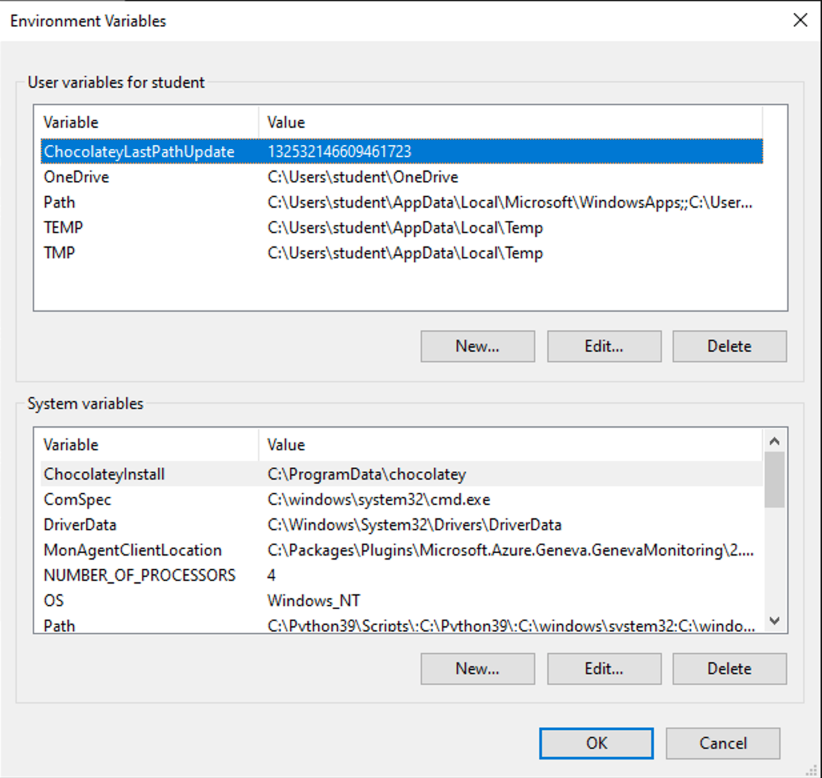 Environment Variables
User variables for student
Variable Value
ChocolateyLastPathUpdate 132532146609461723
OneDrive C:\Users\student\OneDrive
Path C:\Users\student\AppData\Local\Microsoft\WindowsApps;;C:\User...
TEMP C:\Users\student\AppData\Local\Temp
TMP C:\Users\student\AppData\Local\Temp
New... Edit... Delete
System variables
Variable Value
ChocolateyInstall C:\ProgramData\chocolatey
ComSpec C:\windows\system32\cmd.exe
DriverData C:\Windows\System32\Drivers\DriverData
MonAgentClientLocation C:\Packages\Plugins\Microsoft.Azure.Geneva.GenevaMonitoring\2....
NUMBER_OF_PROCESSORS 4
OS Windows_NT
Path C:\Python39\Scripts\;C:\Python39\;C:\windows\system32;C:\windo...
New... Edit... Delete
OK Cancel